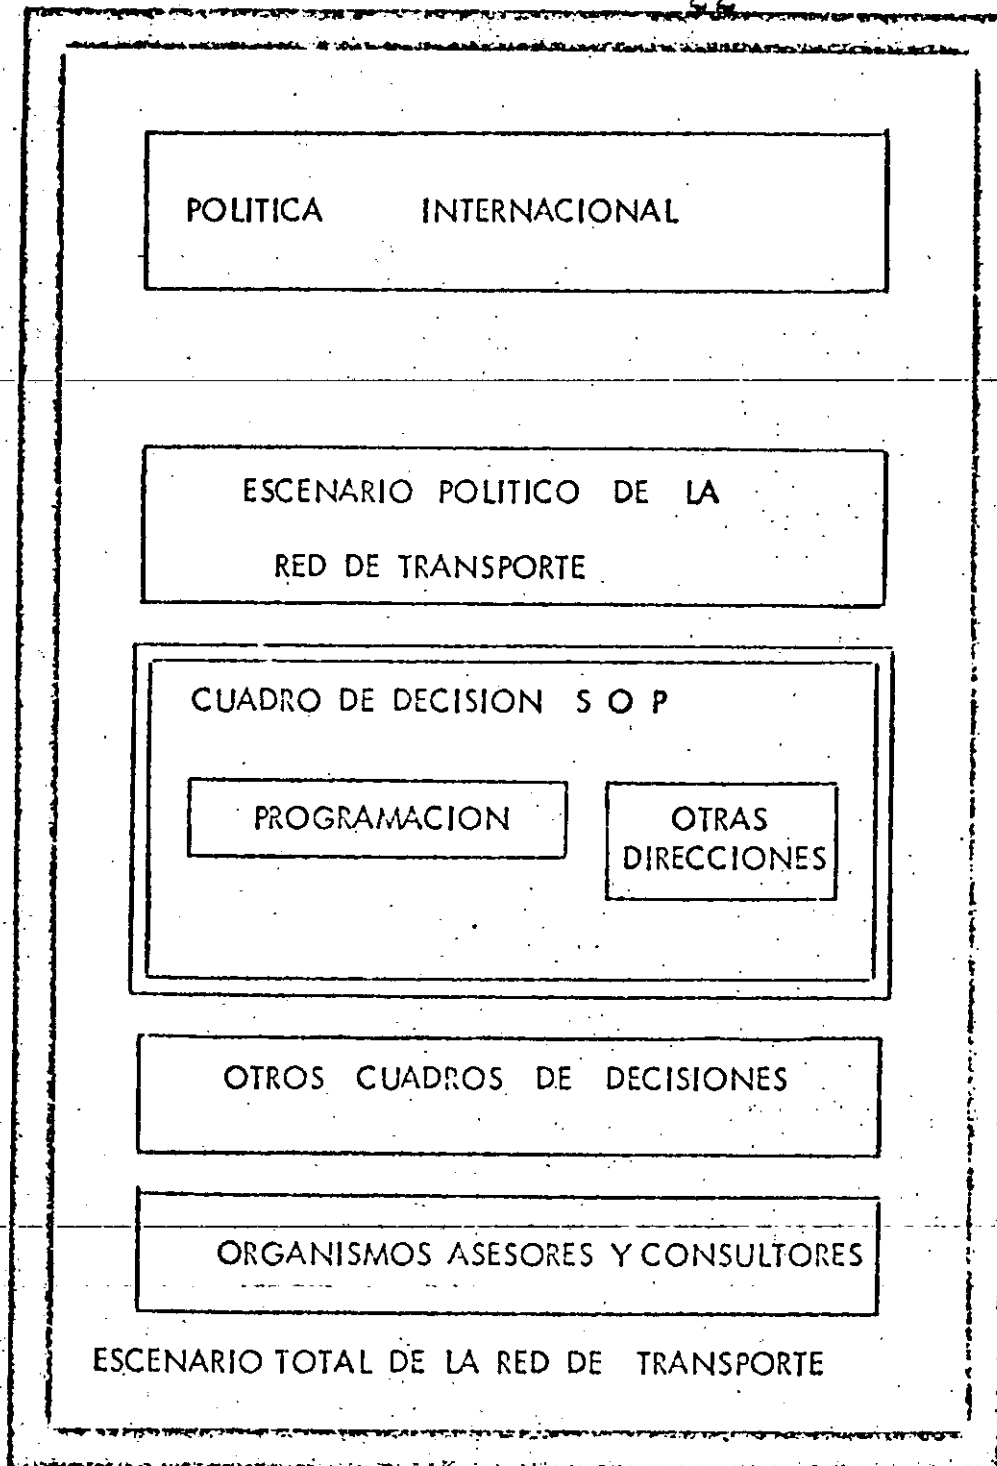 POLITICA INTERNACIONAL
ESCENARIO POLITICO DE LA
RED DE TRANSPORTE
CUADRO DE DECISION S O P
PROGRAMACION
OTRAS
DIRECCIONES
OTROS CUADROS DE DECISIONES
ORGANISMOS ASESORES Y CONSULTORES
ESCENARIO TOTAL DE LA RED DE TRANSPORTE